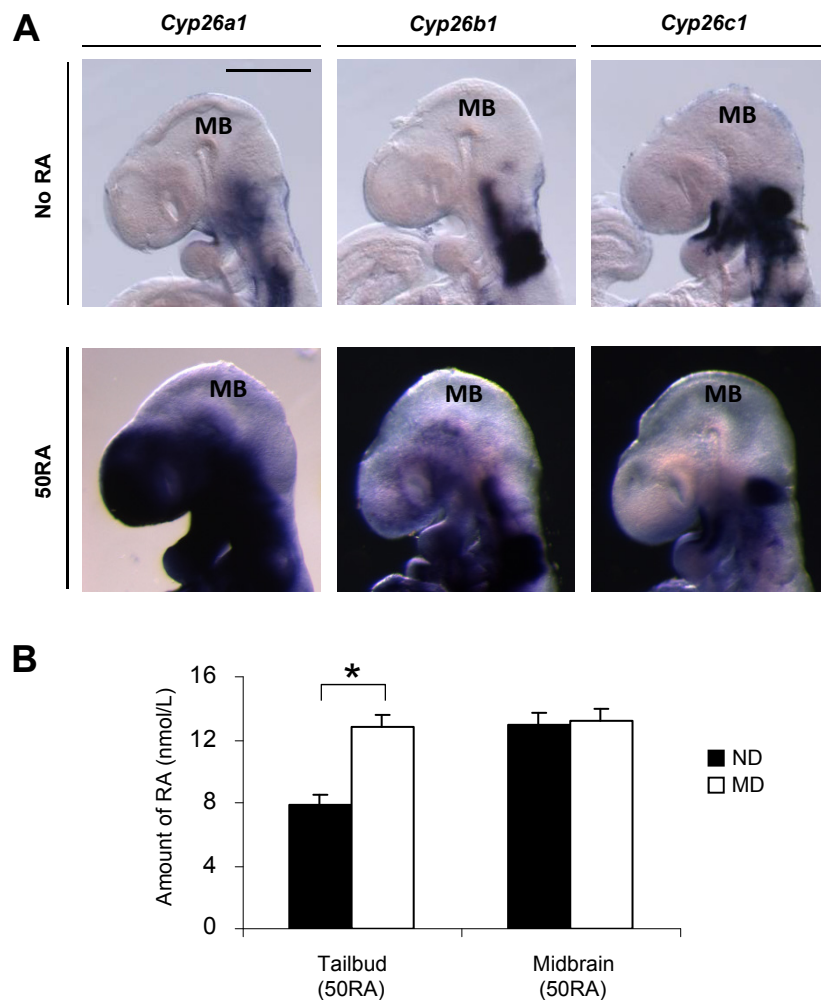 A
Cyp26a1
Cyp26b1
Cyp26c1
No RA
MB
MB
MB
50RA
MB
MB
MB
B
Amount of RA (nmol/L)
16
12
8
4
0
*
ND
MD
Tailbud
(50RA)
Midbrain
(50RA)